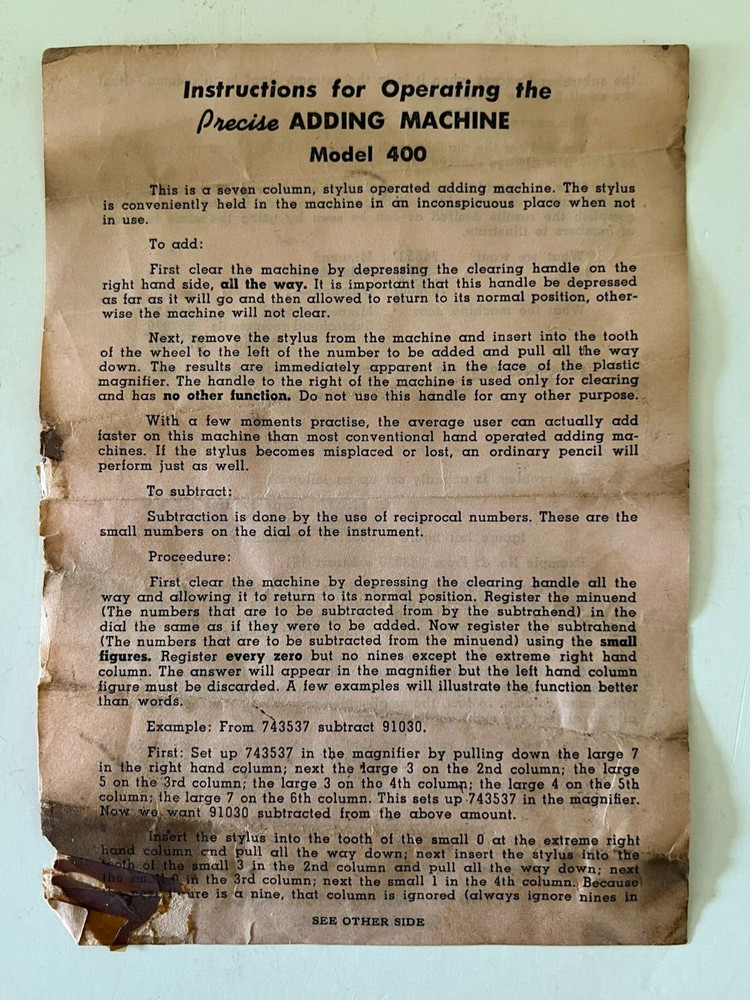 Instructions for Operating the
Precise ADDING MACHINE
Model 400
This is a seven column, stylus operated adding machine. The stylus
is conveniently held in the machine in an inconspicuous place when not
in use.
To add:
First clear the machine by depressing the clearing handle on the
right hand side, all the way. It is important that this handle be depressed
as far as it will go and then allowed to return to its normal position, other-
wise the machine will not clear.
Next, remove the stylus from the machine and insert into the tooth
of the wheel to the left of the number to be added and pull all the way
down. The results are immediately apparent in the face of the plastic
magnifier. The handle to the right of the machine is used only for clearing
and has no other function. Do not use this handle for any other purpose.
With a few moments practise, the average user can actually add
faster on this machine than most conventional hand operated adding ma-
chines. If the stylus becomes misplaced or lost, an ordinary pencil will
perform just as well.
To subtract:
Subtraction is done by the use of reciprocal numbers. These are the
small numbers on the dial of the instrument.
Proceedure:
First clear the machine by depressing the clearing handle all the
way and allowing it to return to its normal position. Register the minuend
(The numbers that are to be subtracted from by the subtrahend) in the
dial the same as if they were to be added. Now register the subtrahend
(The numbers that are to be subtracted from the minuend) using the small
figures. Register every zero but no nines except the extreme right hand
column. The answer will appear in the magnifier but the left hand column
figure must be discarded. A few examples will illustrate the function better
than words.
Example: From 743537 subtract 91030.
First: Set up 743537 in the magnifier by pulling down the large 7
in the right hand column; next the large 3 on the 2nd column; the large
5 on the 3rd column; the large 3 on the 4th column; the large 4 on the 5th
column; the large 7 on the 6th column. This sets up 743537 in the magnifier.
Now we want 91030 subtracted from the above amount.
Insert the stylus into the tooth of the small 0 at the extreme right
hand column and pull all the way down; next insert the stylus into the
tooth of the small 3 in the 2nd column and pull all the way down; next
the small 0 in the 3rd column; next the small 1 in the 4th column. Because
is a nine, that column is ignored (always ignore nines in
SEE OTHER SIDE